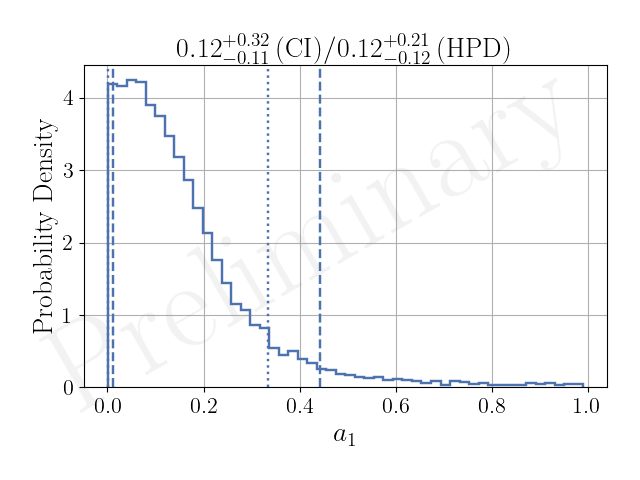 0.12^{+0.32}_{-0.11} (CI)/0.12^{+0.21}_{-0.12} (HPD)
Probability Density
4
3
2
1
0
0.0 0.2 0.4 0.6 0.8 1.0
a_1
Preliminary